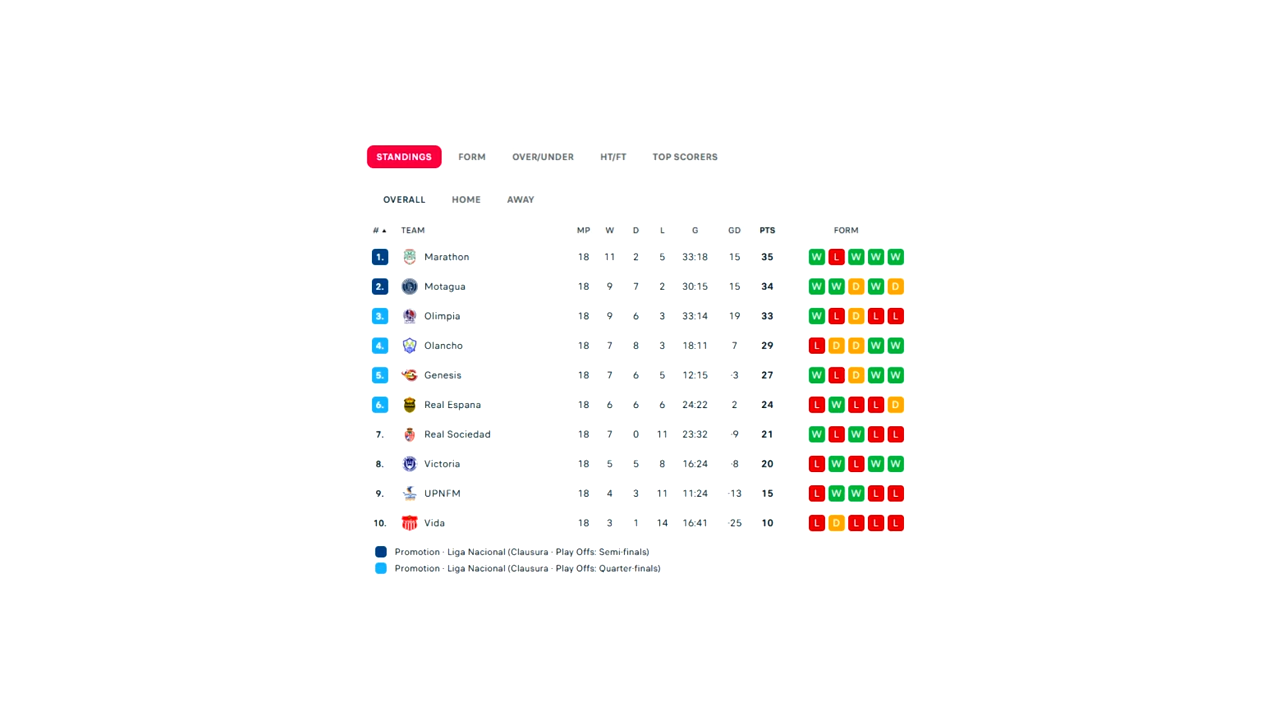 STANDINGS FORM OVER/UNDER HT/FT TOP SCORERS
OVERALL HOME AWAY
# ▲ TEAM MP W D L G GD PTS FORM
1. Marathon 18 11 2 5 33:18 15 35 W L W W W
2. Motagua 18 9 7 2 30:15 15 34 W W D W D
3. Olimpia 18 9 6 3 33:14 19 33 W L D L L
4. Olancho 18 7 8 3 18:11 7 29 L D D W W
5. Genesis 18 7 6 5 12:15 -3 27 W L D W W
6. Real Espana 18 6 6 6 24:22 2 24 L W L L D
7. Real Sociedad 18 7 0 11 23:32 -9 21 W L W L L
8. Victoria 18 5 5 8 16:24 -8 20 L W L W W
9. UPNFM 18 4 3 11 11:24 -13 15 L W W L L
10. Vida 18 3 1 14 16:41 -25 10 L D L L L
Promotion - Liga Nacional (Clausura - Play Offs: Semi-finals)
Promotion - Liga Nacional (Clausura - Play Offs: Quarter-finals)